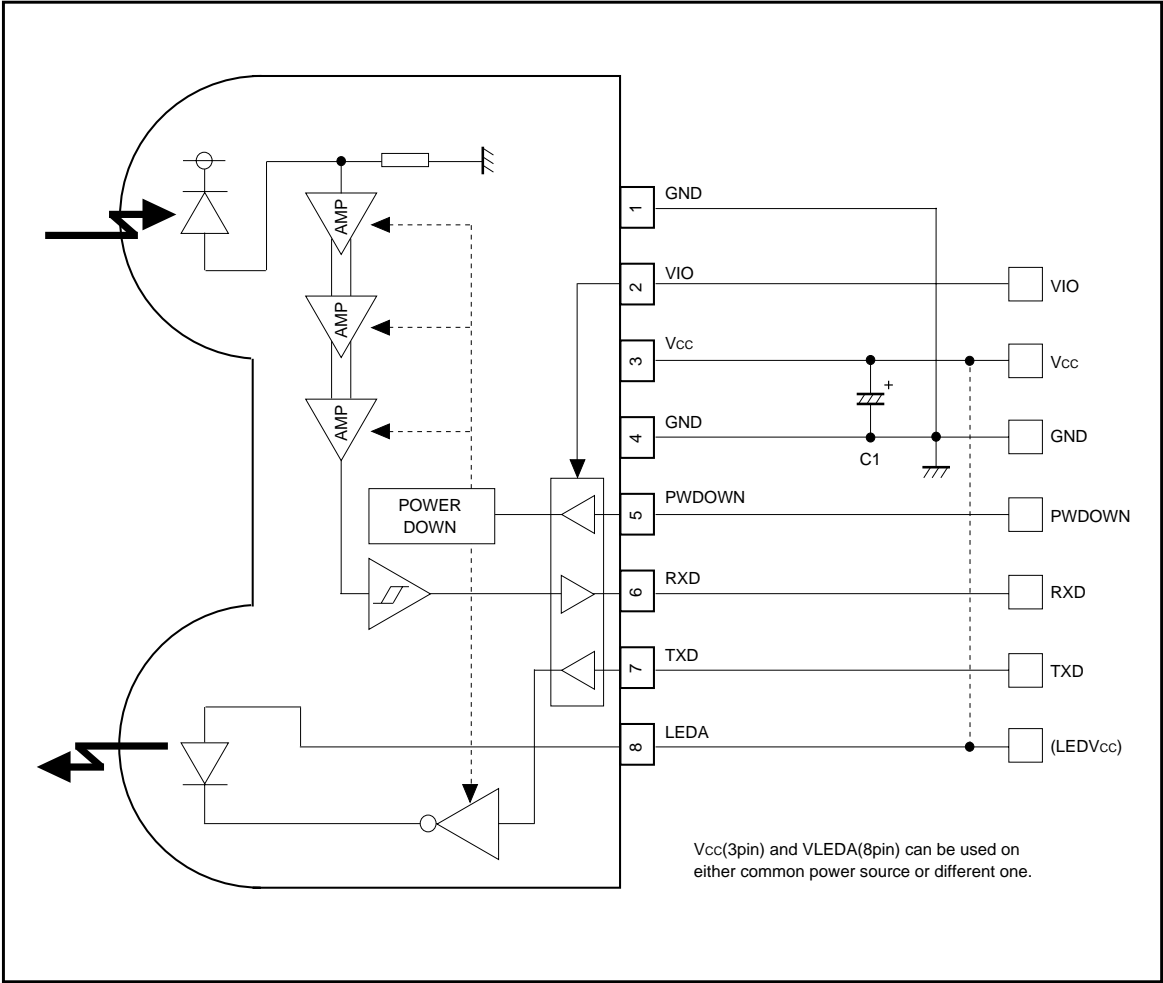 AMP
AMP
AMP
POWER
DOWN
1
GND
2
VIO
VIO
3
Vcc
+
Vcc
4
GND
C1
GND
5
PWDOWN
PWDOWN
6
RXD
RXD
7
TXD
TXD
8
LEDA
(LEDVcc)
Vcc(3pin) and VLEDA(8pin) can be used on
either common power source or different one.